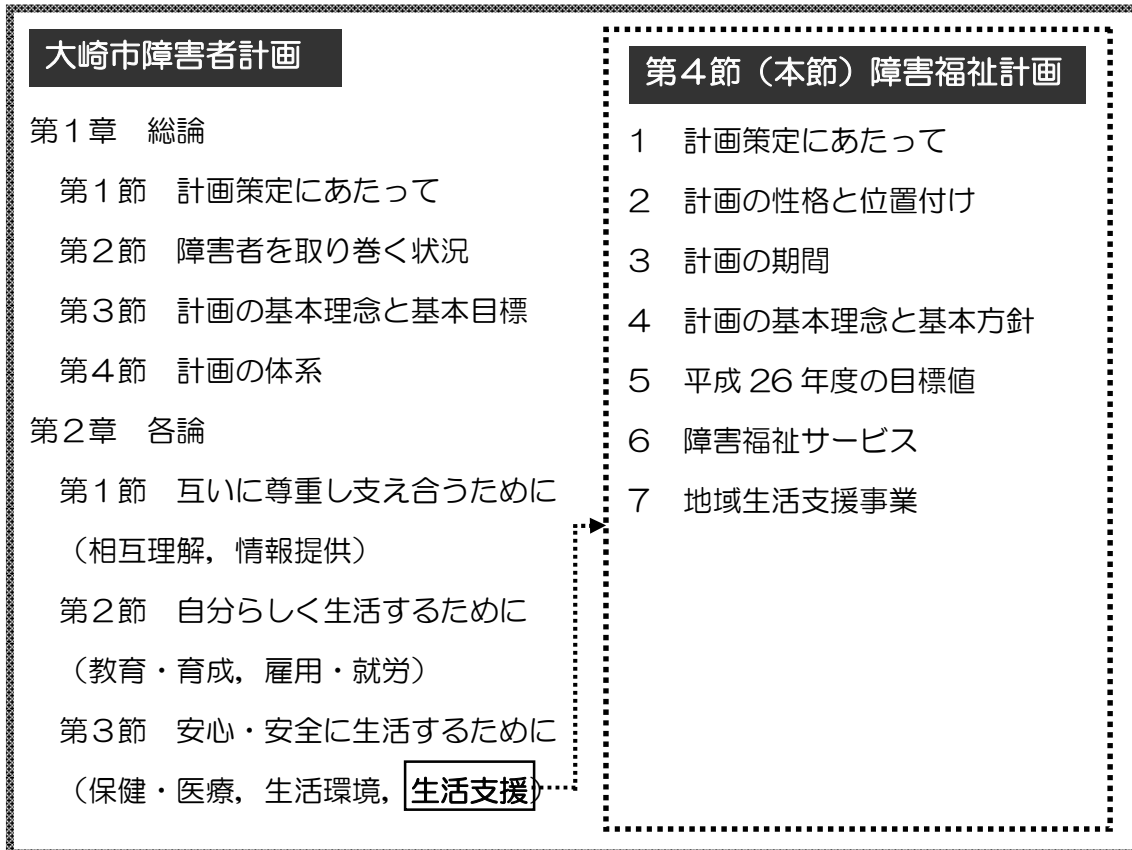 大崎市障害者計画
第１章　総論
第１節　計画策定にあたって
第２節　障害者を取り巻く状況
第３節　計画の基本理念と基本目標
第４節　計画の体系
第２章　各論
第１節　互いに尊重し支え合うために
（相互理解，情報提供）
第２節　自分らしく生活するために
（教育・育成，雇用・就労）
第３節　安心・安全に生活するために
（保健・医療，生活環境，生活支援）
第４節（本節）障害福祉計画
１　計画策定にあたって
２　計画の性格と位置付け
３　計画の期間
４　計画の基本理念と基本方針
５　平成 26 年度の目標値
６　障害福祉サービス
７　地域生活支援事業